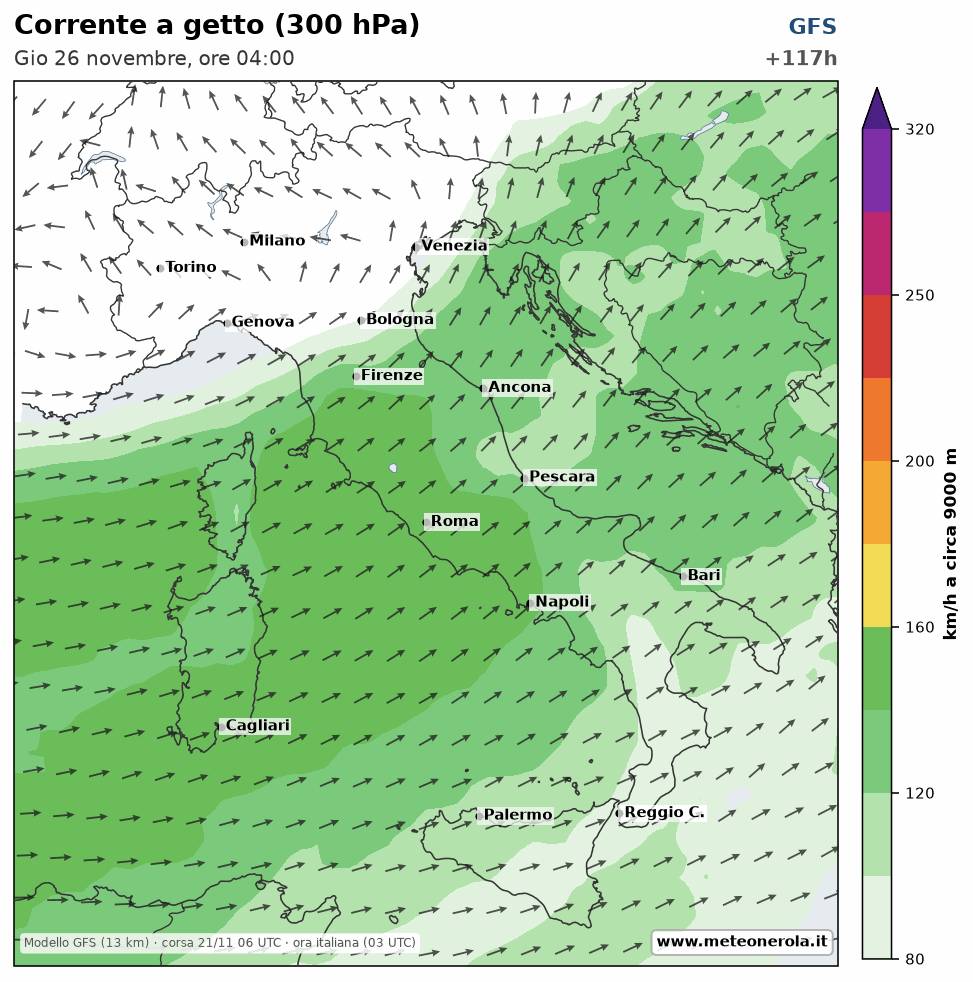 Corrente a getto (300 hPa)
GFS
Gio 26 novembre, ore 04:00
+117h
Milano
Venezia
Torino
Genova
Bologna
Firenze
Ancona
Pescara
Roma
Bari
Napoli
Cagliari
Palermo
Reggio C.
320
250
200
160
120
80
km/h a circa 9000 m
Modello GFS (13 km) · corsa 21/11 06 UTC · ora italiana (03 UTC)
www.meteonerola.it